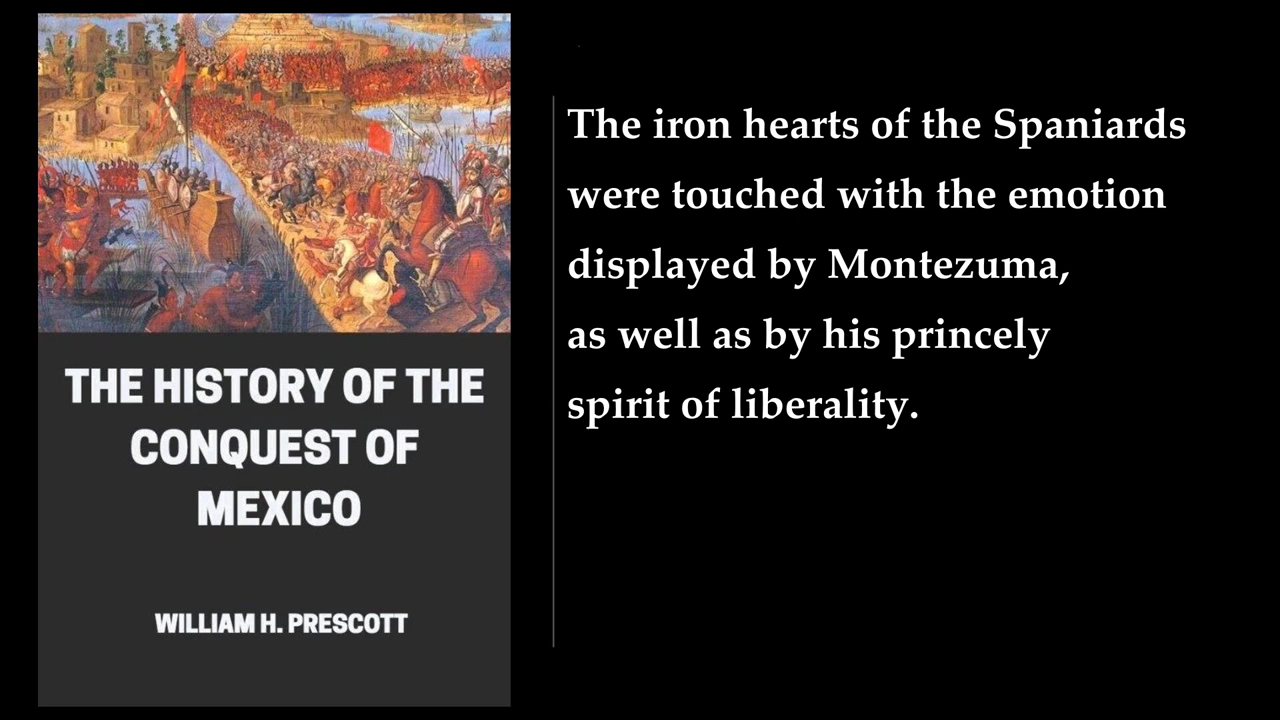 THE HISTORY OF THE
CONQUEST OF
MEXICO
WILLIAM H. PRESCOTT
The iron hearts of the Spaniards
were touched with the emotion
displayed by Montezuma,
as well as by his princely
spirit of liberality.